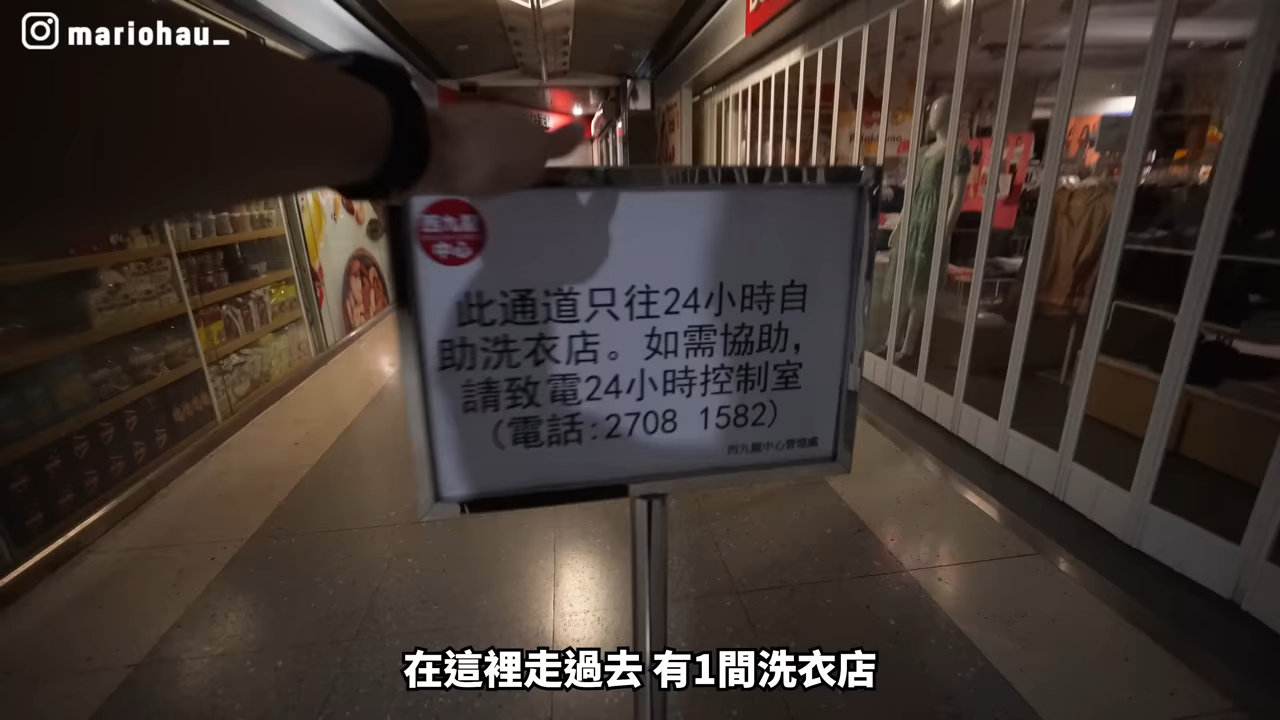 mariohau_
西九龍
中心
此通道只往24小時自
助洗衣店。如需協助,
請致電24小時控制室
(電話:2708 1582)
西九龍中心管理處
在這裡走過去 有1間洗衣店